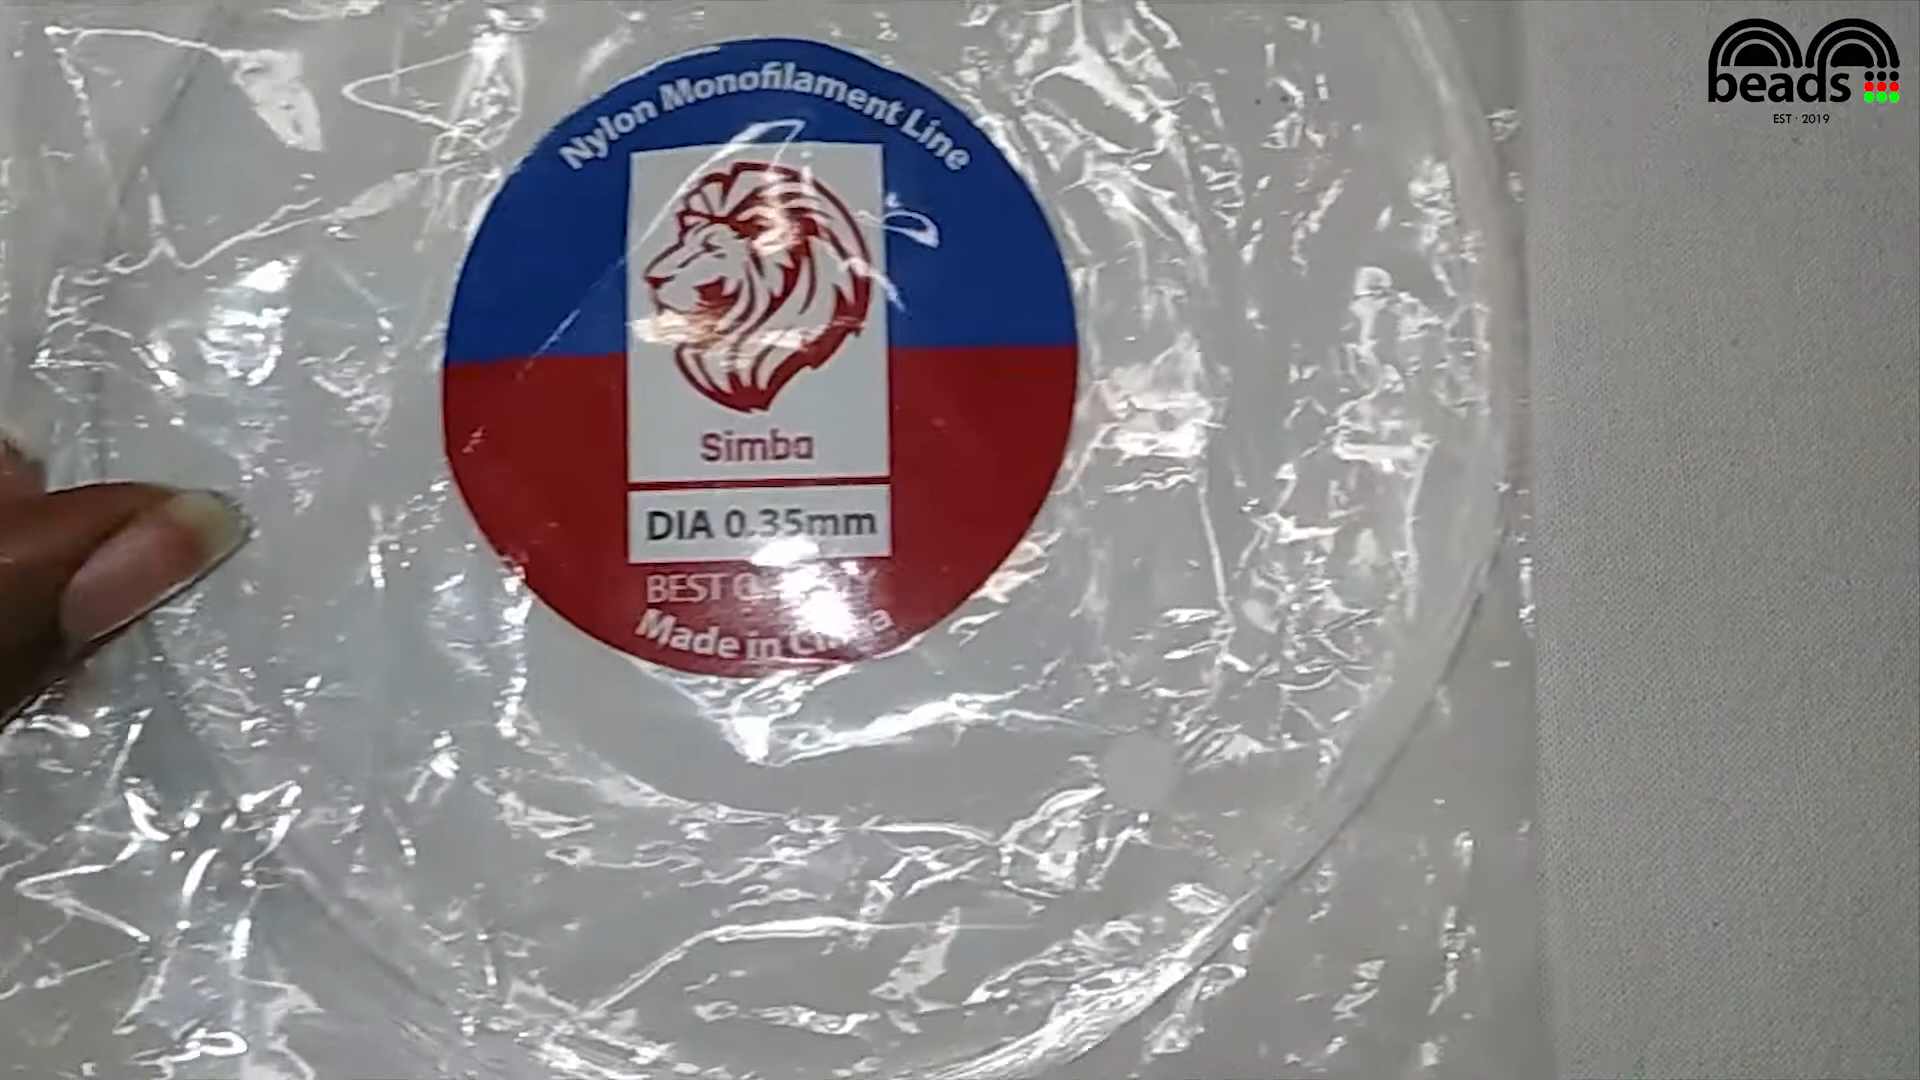 Nylon Monofilament Line
Simba
DIA 0.35mm
BEST
Made in
beads
EST · 2019